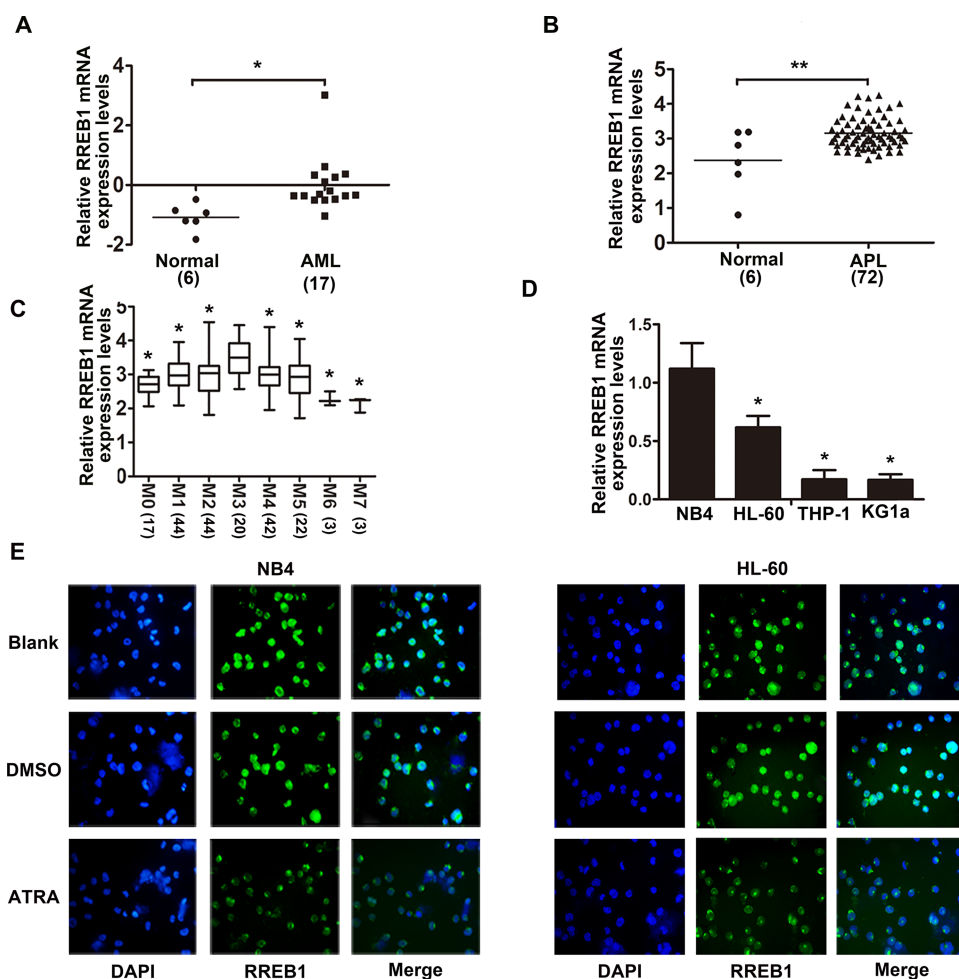 A
Relative RREB1 mRNA
expression levels
4
2
0
-2
*
Normal
(6)
AML
(17)
B
Relative RREB1 mRNA
expression levels
5
4
3
2
1
0
**
Normal
(6)
APL
(72)
C
Relative RREB1 mRNA
expression levels
5
4
3
2
1
0
* * * * * * *
M0 (17)
M1 (44)
M2 (44)
M3 (20)
M4 (42)
M5 (22)
M6 (3)
M7 (3)
D
Relative RREB1 mRNA
expression levels
1.5
1.0
0.5
0.0
* * *
NB4 HL-60 THP-1 KG1a
E
NB4
HL-60
Blank
DMSO
ATRA
DAPI RREB1 Merge
DAPI RREB1 Merge